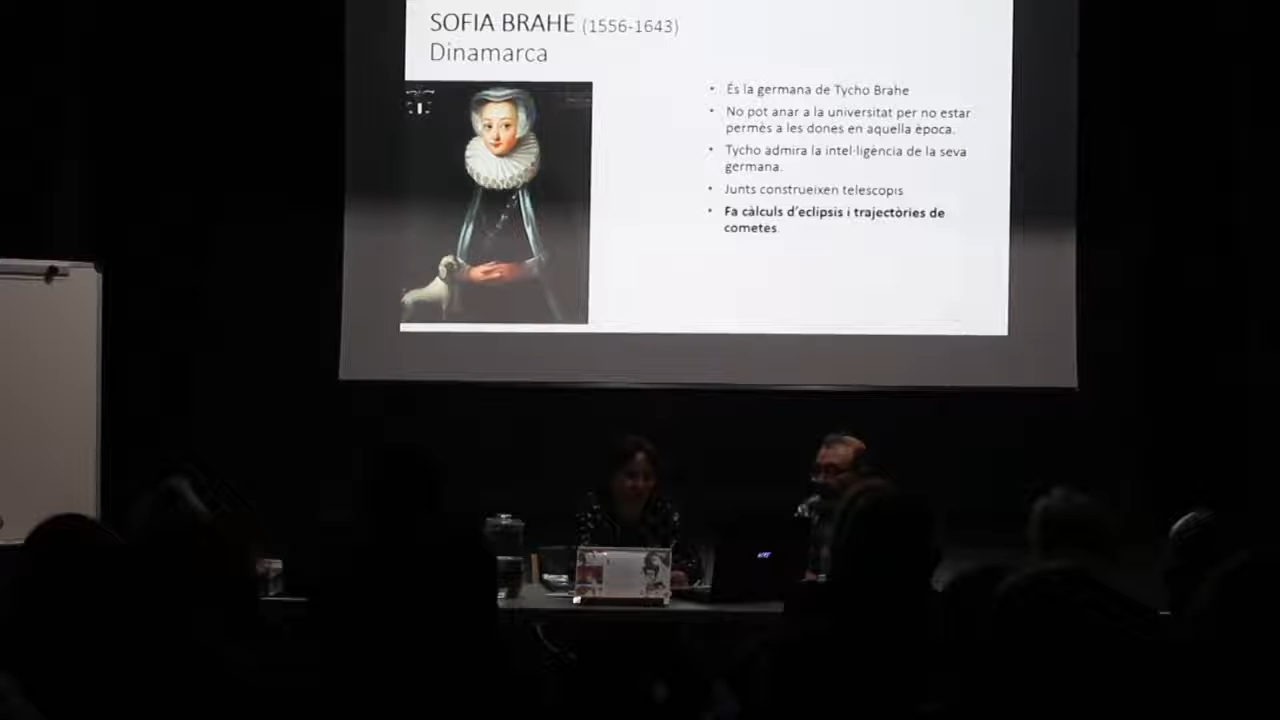 SOFIA BRAHE (1556-1643)
Dinamarca
• És la germana de Tycho Brahe
• No pot anar a la universitat per no estar
permès a les dones en aquella època.
• Tycho admira la intel·ligència de la seva
germana.
• Junts construeixen telescopis
• Fa càlculs d'eclipsis i trajectòries de
cometes.